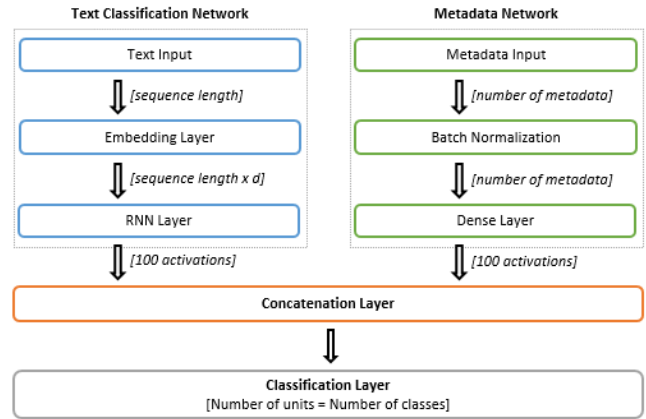 Text Classification Network
Metadata Network
Text Input
Metadata Input
[sequence length]
[number of metadata]
Embedding Layer
Batch Normalization
[sequence length x d]
[number of metadata]
RNN Layer
Dense Layer
[100 activations]
[100 activations]
Concatenation Layer
Classification Layer
[Number of units = Number of classes]